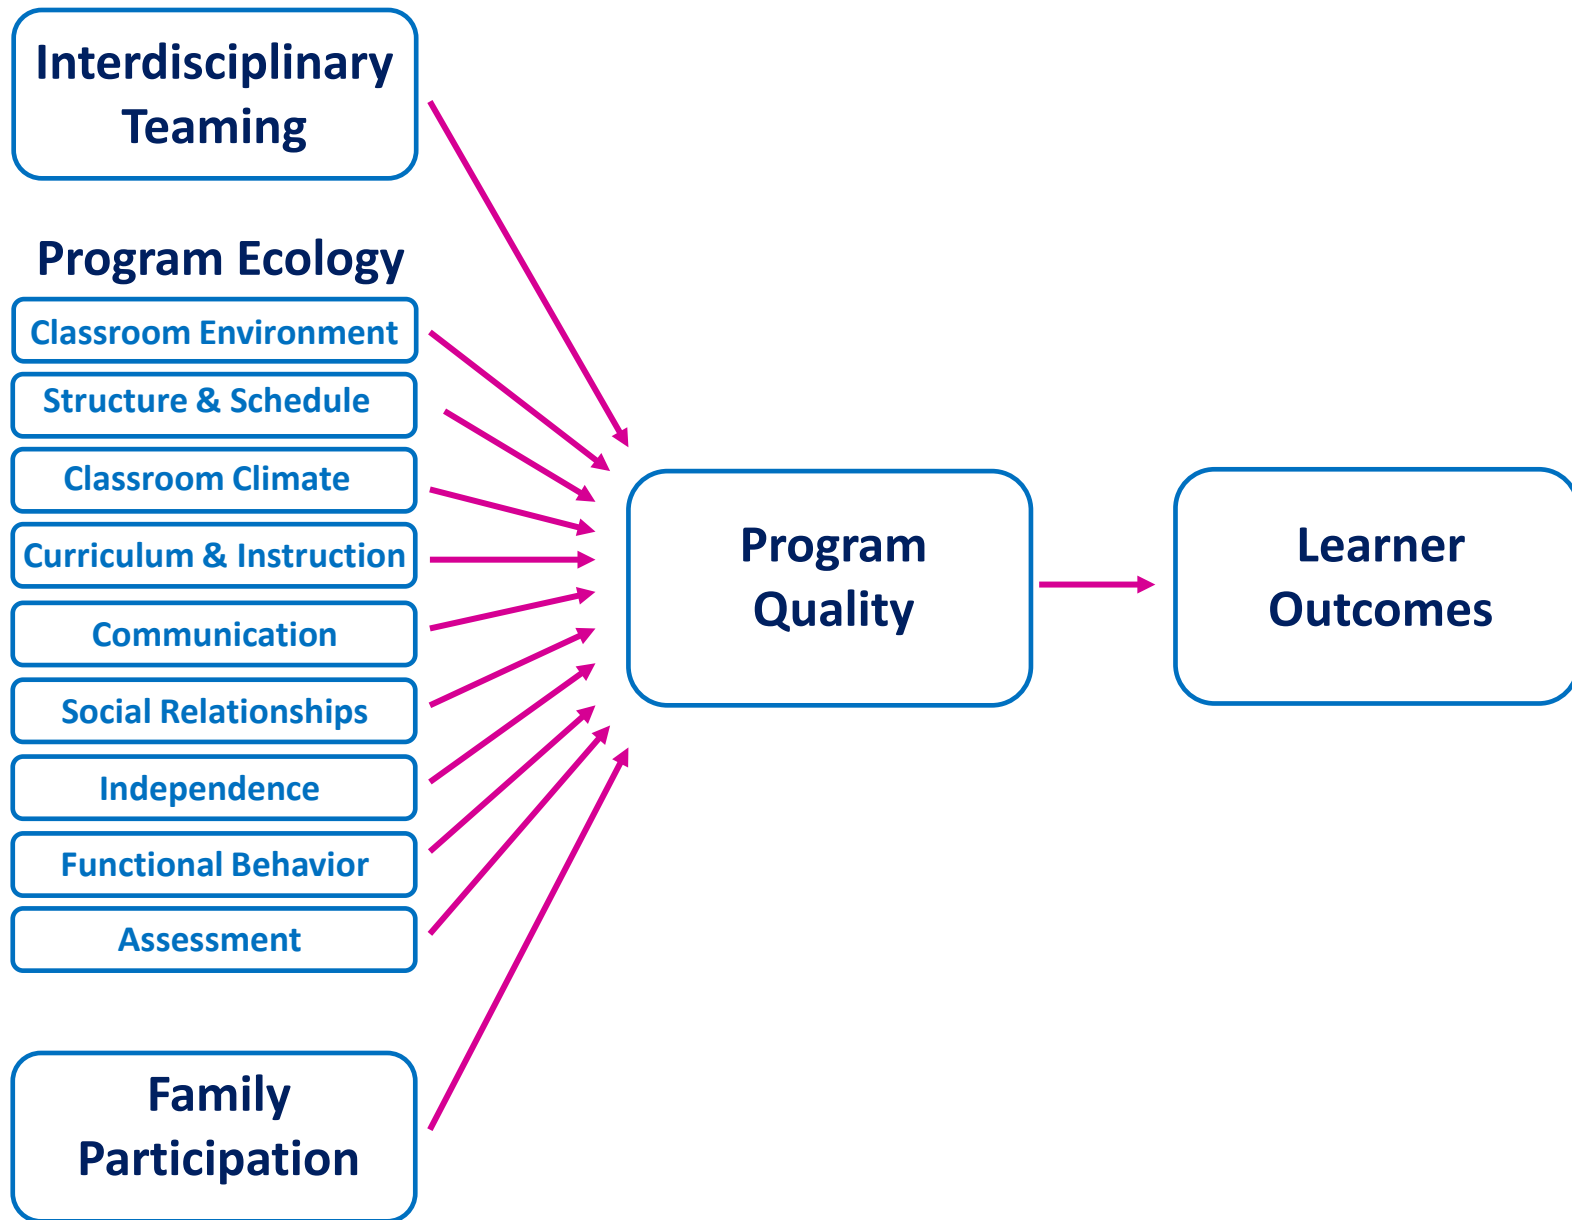 Interdisciplinary
Teaming
Program Ecology
Classroom Environment
Structure & Schedule
Classroom Climate
Curriculum & Instruction
Communication
Social Relationships
Independence
Functional Behavior
Assessment
Family
Participation
Program
Quality
Learner
Outcomes